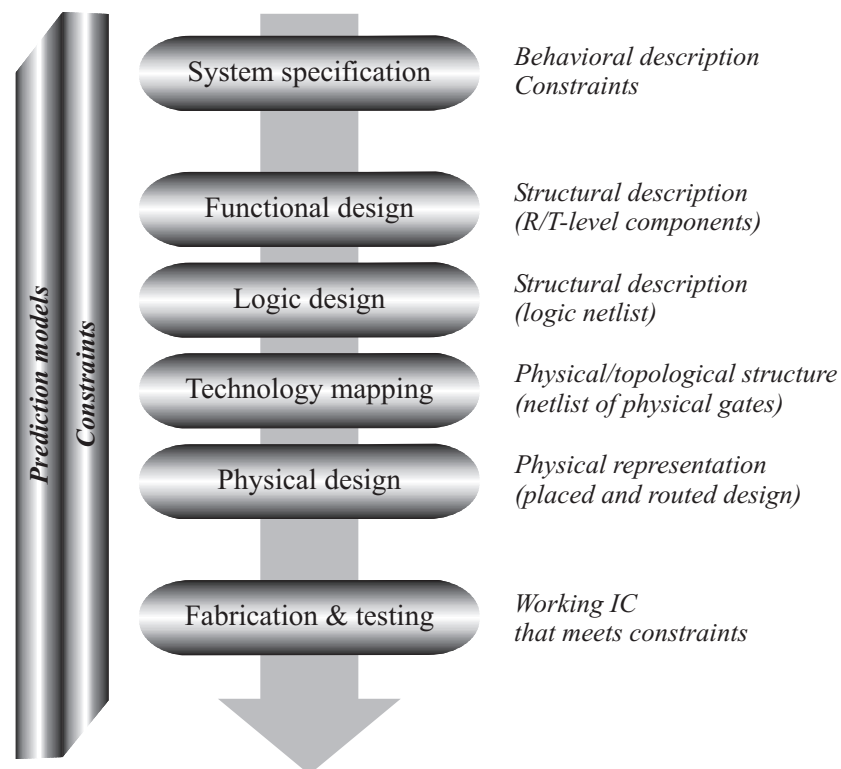 Prediction models
Constraints
System specification
Behavioral description
Constraints
Functional design
Structural description
(R/T-level components)
Logic design
Structural description
(logic netlist)
Technology mapping
Physical/topological structure
(netlist of physical gates)
Physical design
Physical representation
(placed and routed design)
Fabrication & testing
Working IC
that meets constraints